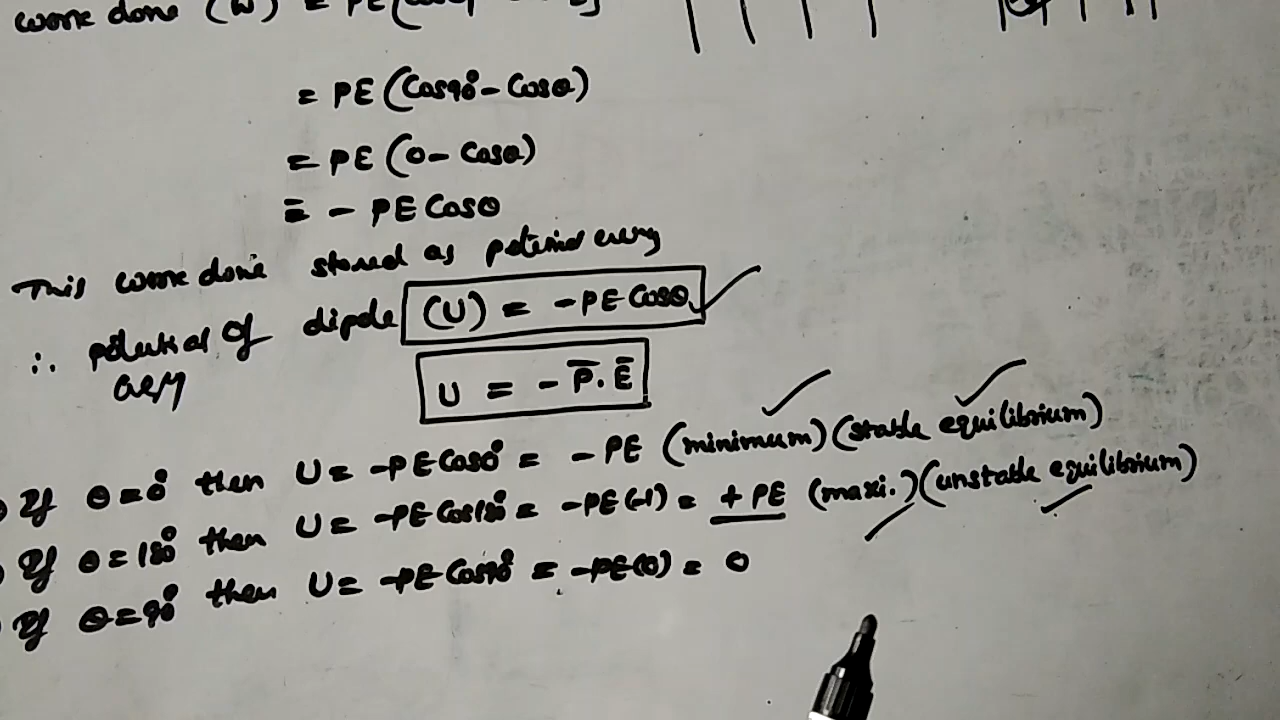 work done (W) = PE[Cos
= PE (Cos90° - Cosθ)
= PE (0 - Cosθ)
= - PE Cosθ
This work done stored as potential energy
∴ potential energy of dipole (U) = -PE Cosθ
U = - P̅.E̅
If θ=0° then U = -PE Cos0° = - PE (minimum) (stable equilibrium)
If θ=180° then U = -PE Cos180° = -PE(-1) = + PE (maxi.) (unstable equilibrium)
If θ=90° then U = -PE Cos90° = -PE(0) = 0